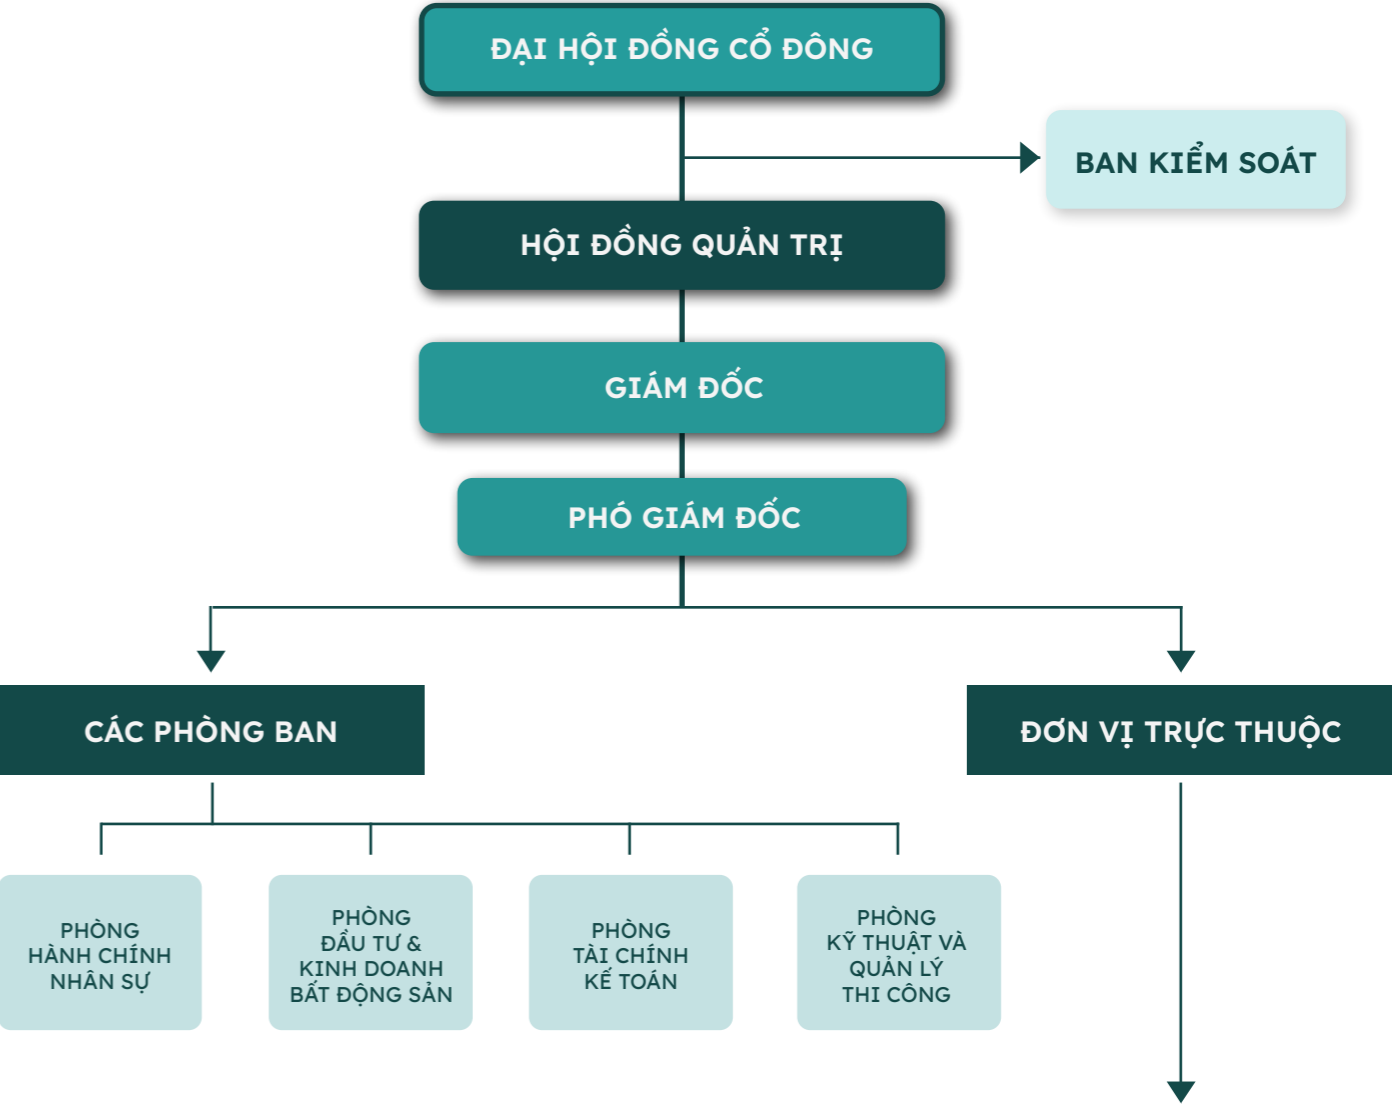 ĐẠI HỘI ĐỒNG CỔ ĐÔNG
BAN KIỂM SOÁT
HỘI ĐỒNG QUẢN TRỊ
GIÁM ĐỐC
PHÓ GIÁM ĐỐC
CÁC PHÒNG BAN
ĐƠN VỊ TRỰC THUỘC
PHÒNG
HÀNH CHÍNH
NHÂN SỰ
PHÒNG
ĐẦU TƯ &
KINH DOANH
BẤT ĐỘNG SẢN
PHÒNG
TÀI CHÍNH
KẾ TOÁN
PHÒNG
KỸ THUẬT VÀ
QUẢN LÝ
THI CÔNG